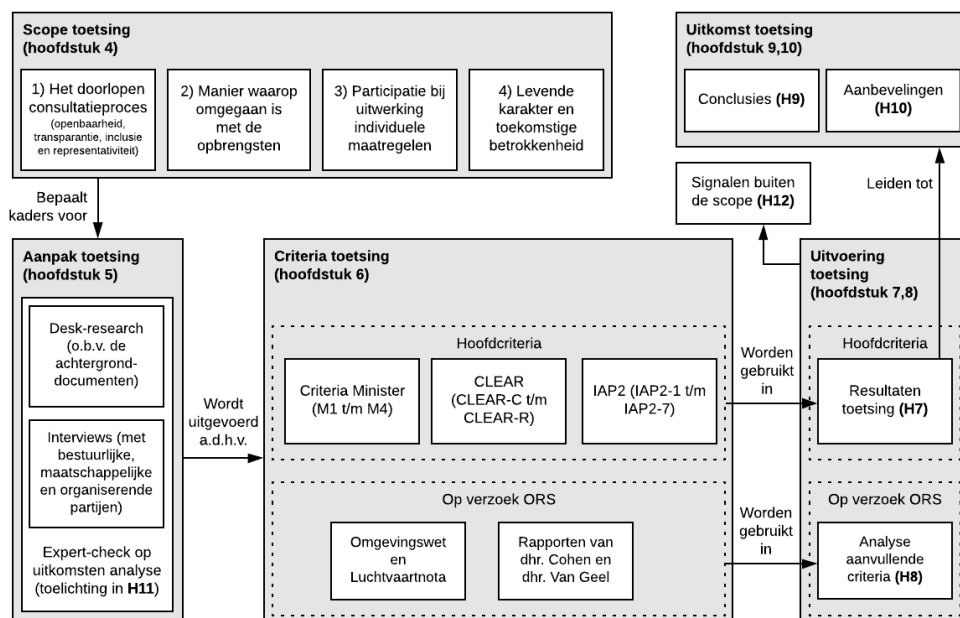 Scope toetsing
(hoofdstuk 4)
1) Het doorlopen
consultatieproces
(openbaarheid,
transparantie, inclusie
en representativiteit)
2) Manier waarop
omgegaan is
met de
opbrengsten
3) Participatie bij
uitwerking
individuele
maatregelen
4) Levende
karakter en
toekomstige
betrokkenheid
Uitkomst toetsing
(hoofdstuk 9,10)
Conclusies (H9)
Aanbevelingen
(H10)
Bepaalt
kaders voor
Signalen buiten
de scope (H12)
Leiden tot
Aanpak toetsing
(hoofdstuk 5)
Desk-research
(o.b.v. de
achtergrond-
documenten)
Interviews (met
bestuurlijke,
maatschappelijke
en organiserende
partijen)
Expert-check op
uitkomsten analyse
(toelichting in H11)
Wordt
uitgevoerd
a.d.h.v.
Criteria toetsing
(hoofdstuk 6)
Hoofdcriteria
Criteria Minister
(M1 t/m M4)
CLEAR
(CLEAR-C t/m
CLEAR-R)
IAP2 (IAP2-1 t/m
IAP2-7)
Op verzoek ORS
Omgevingswet
en
Luchtvaartnota
Rapporten van
dhr. Cohen en
dhr. Van Geel
Worden
gebruikt
in
Worden
gebruikt
in
Uitvoering
toetsing
(hoofdstuk 7,8)
Hoofdcriteria
Resultaten
toetsing (H7)
Op verzoek ORS
Analyse
aanvullende
criteria (H8)